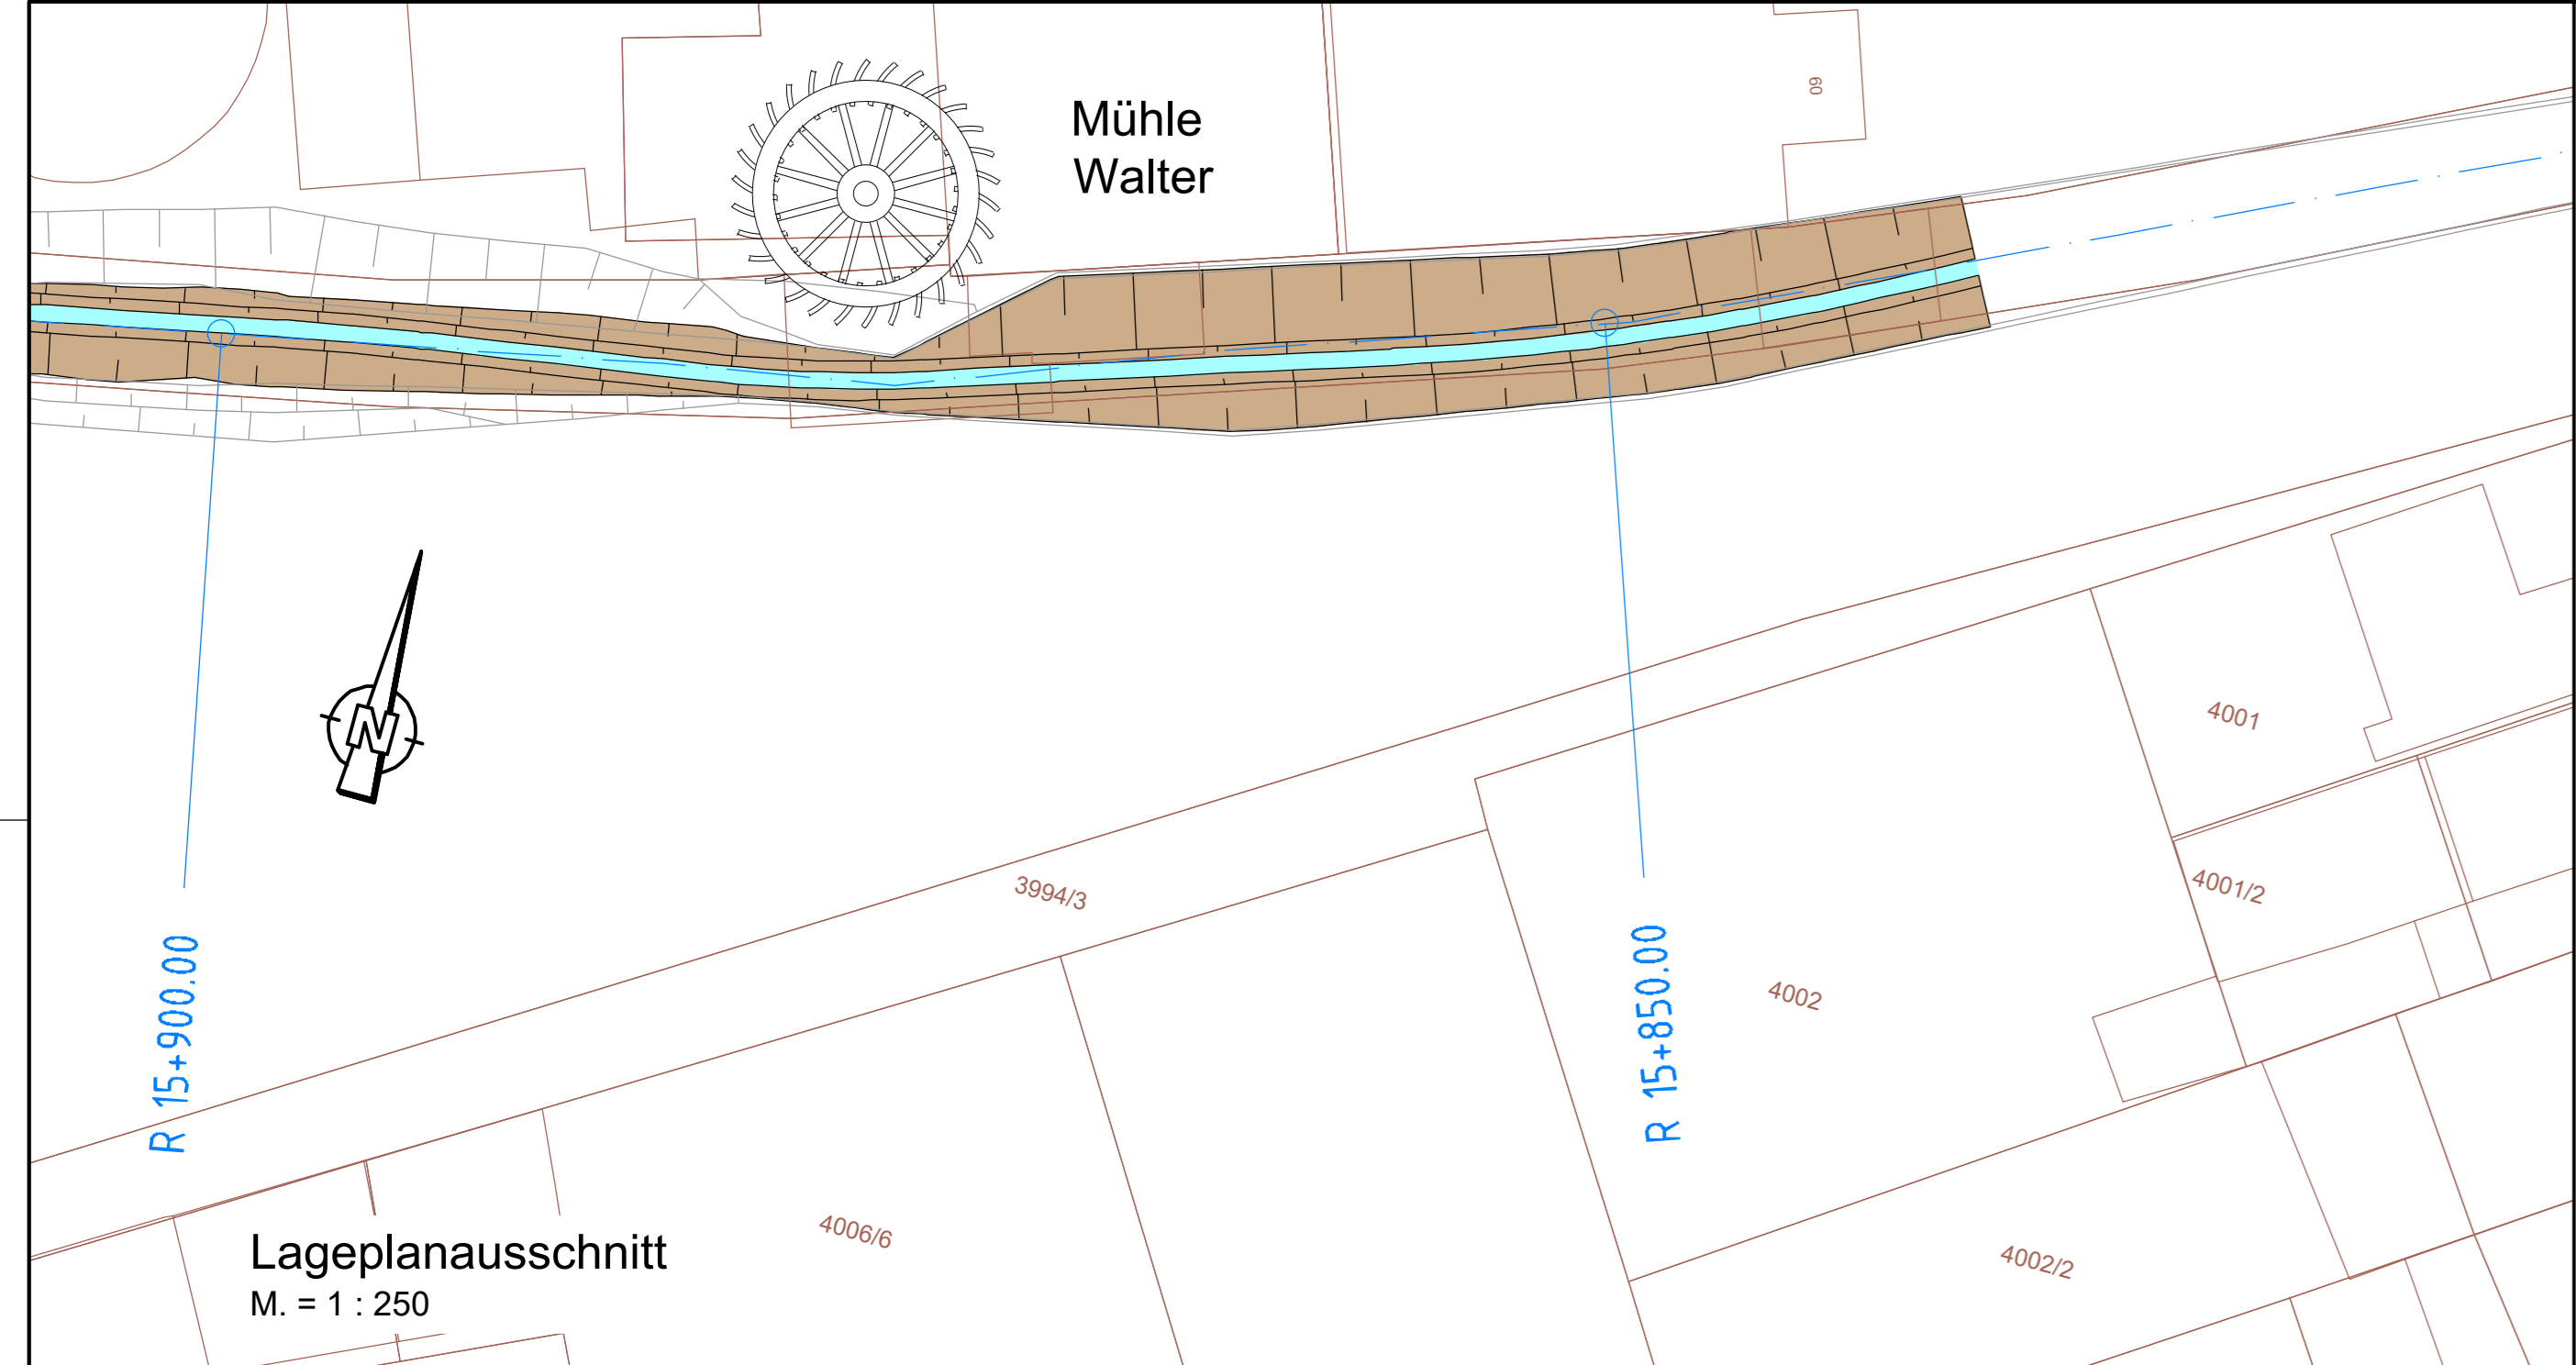 Mühle
Walter
60
N
4001
4001/2
3994/3
4002
R 15+900.00
R 15+850.00
4006/6
4002/2
Lageplanausschnitt
M. = 1 : 250